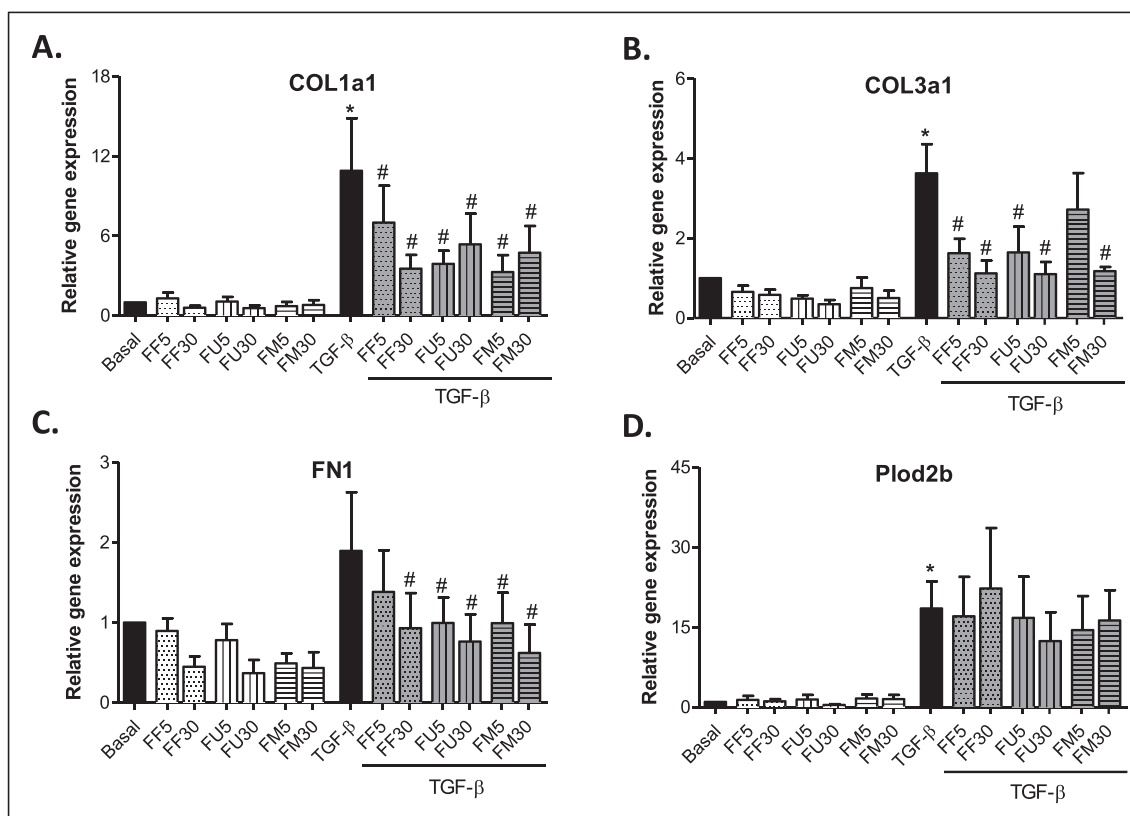 A.
COL1a1
Relative gene expression
18
12
6
0
*
# # # # # #
Basal FF5 FF30 FU5 FU30 FM5 FM30 TGF-β FF5 FF30 FU5 FU30 FM5 FM30
TGF-β
B.
COL3a1
Relative gene expression
6
4
2
0
*
# # # # #
Basal FF5 FF30 FU5 FU30 FM5 FM30 TGF-β FF5 FF30 FU5 FU30 FM5 FM30
TGF-β
C.
FN1
Relative gene expression
3
2
1
0
# # # # #
Basal FF5 FF30 FU5 FU30 FM5 FM30 TGF-β FF5 FF30 FU5 FU30 FM5 FM30
TGF-β
D.
Plod2b
Relative gene expression
45
30
15
0
*
Basal FF5 FF30 FU5 FU30 FM5 FM30 TGF-β FF5 FF30 FU5 FU30 FM5 FM30
TGF-β